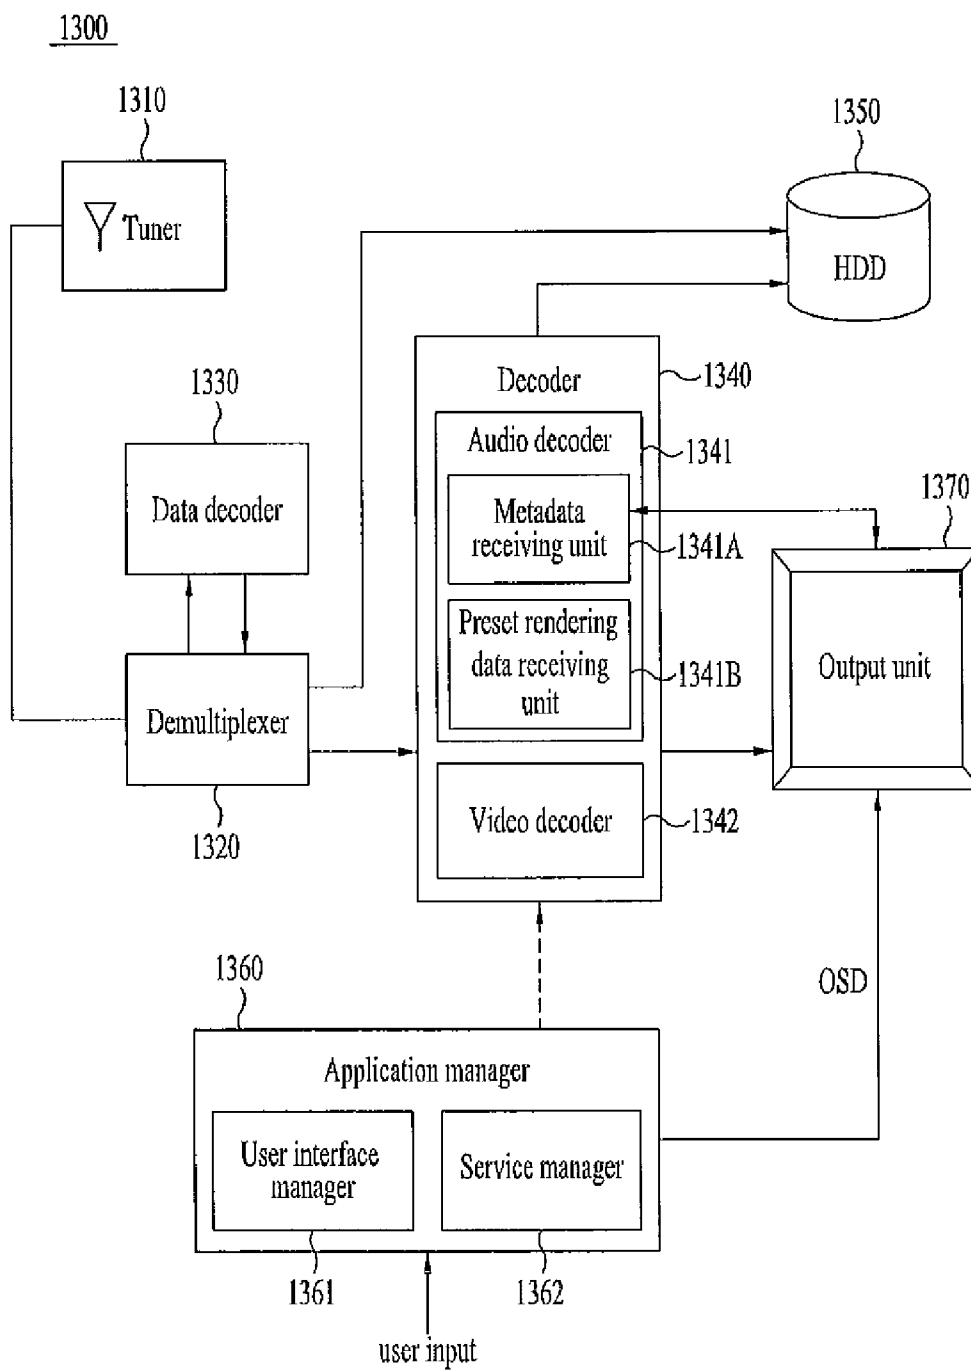 1300
1310
Tuner
1350
HDD
1330
Data decoder
Decoder
1340
Audio decoder
1341
Metadata
receiving unit
1341A
Preset rendering
data receiving
unit
1341B
1370
Output unit
Demultiplexer
1320
Video decoder
1342
1360
OSD
Application manager
User interface
manager
Service manager
1361
1362
user input